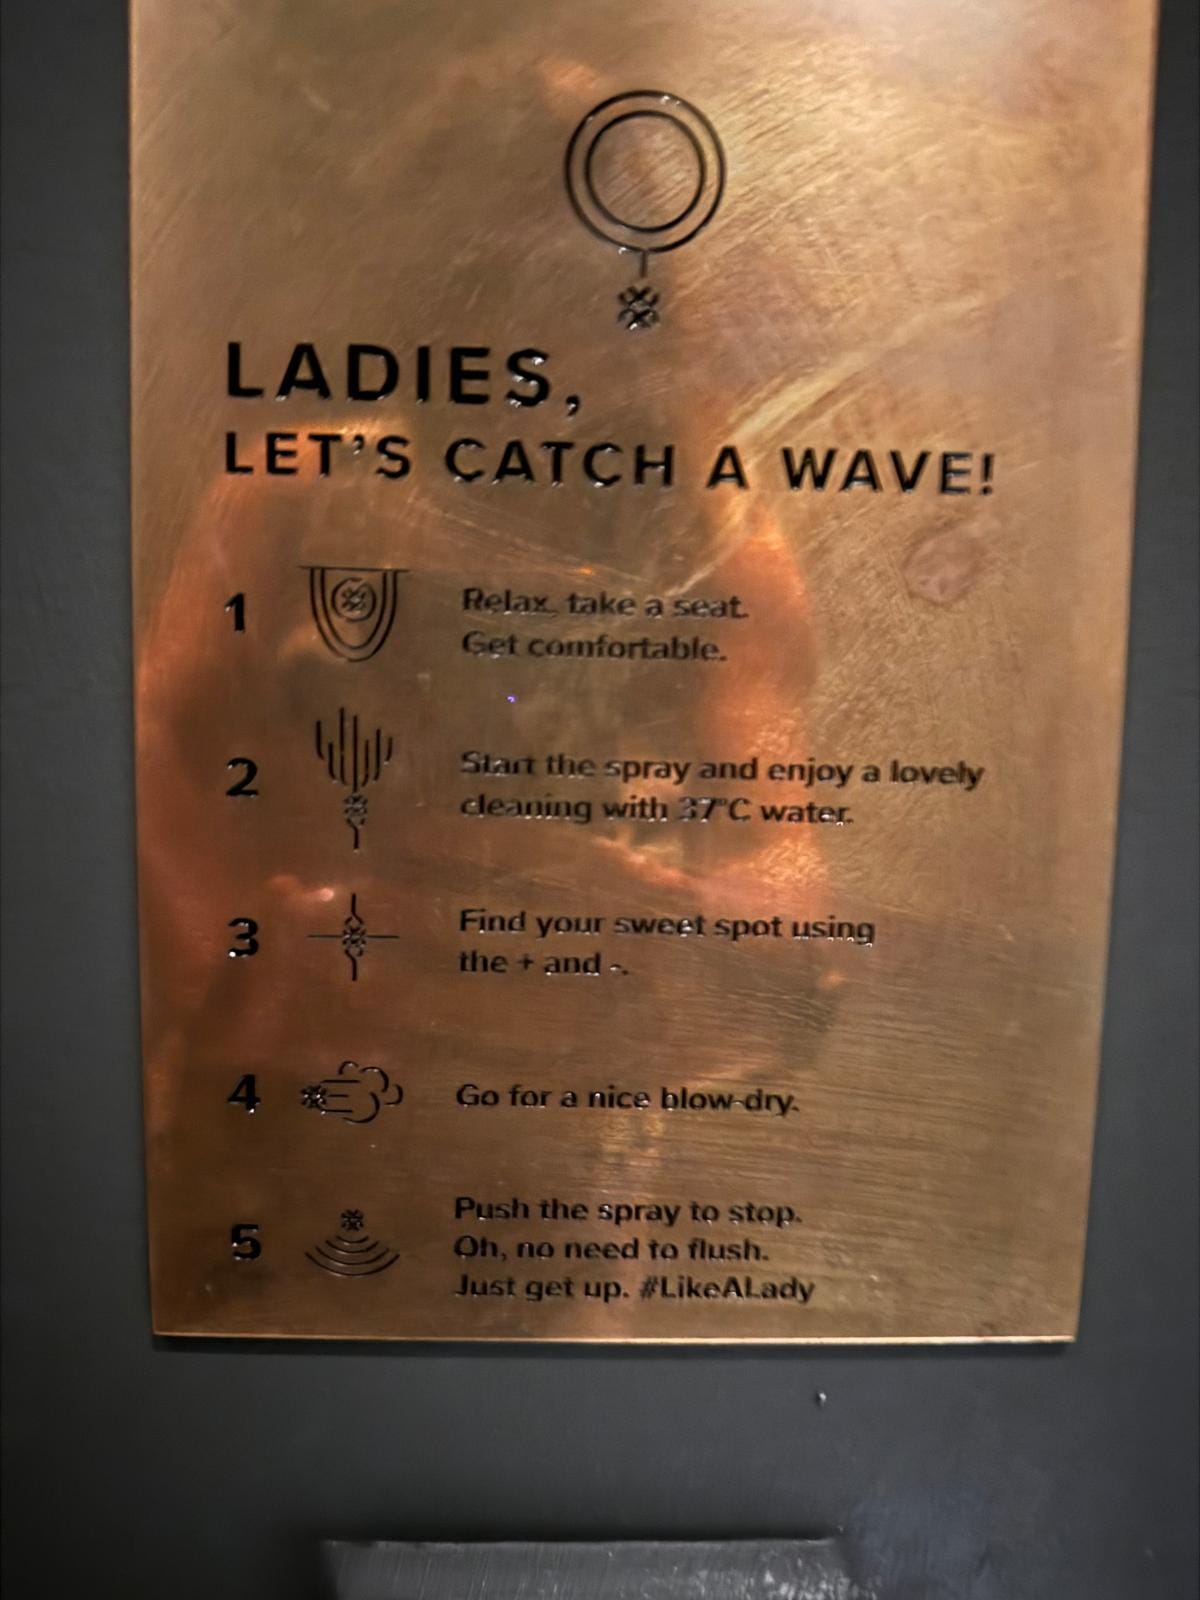 LADIES,
LET'S CATCH A WAVE!
1
Relax, take a seat.
Get comfortable.
2
Start the spray and enjoy a lovely
cleaning with 37°C water.
3
Find your sweet spot using
the + and -.
4
Go for a nice blow-dry.
5
Push the spray to stop.
Oh, no need to flush.
Just get up. #LikeALady